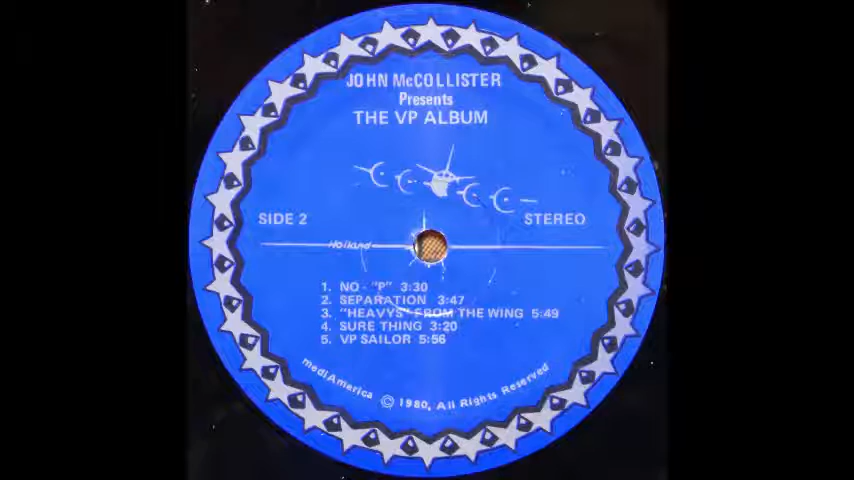 JOHN McCOLLISTER
Presents
THE VP ALBUM
SIDE 2
STEREO
Holland
1. NO - "P" 3:30
2. SEPARATION 3:47
3. "HEAVYS" FROM THE WING 5:49
4. SURE THING 3:20
5. VP SAILOR 5:56
mediAmerica © 1980, All Rights Reserved